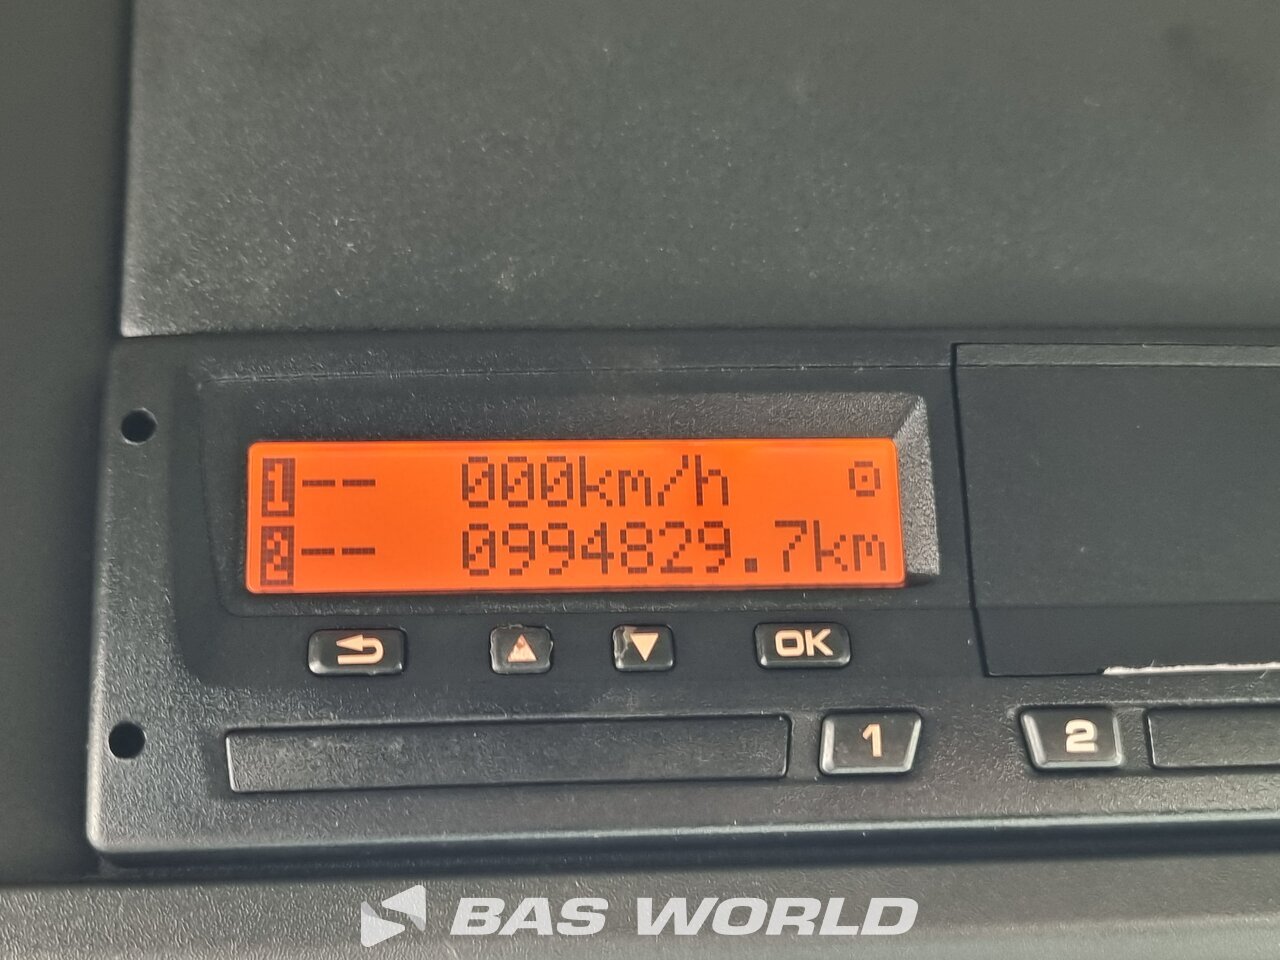 1-- 000km/h
2-- 0994829.7km
OK
1
2
BAS WORLD